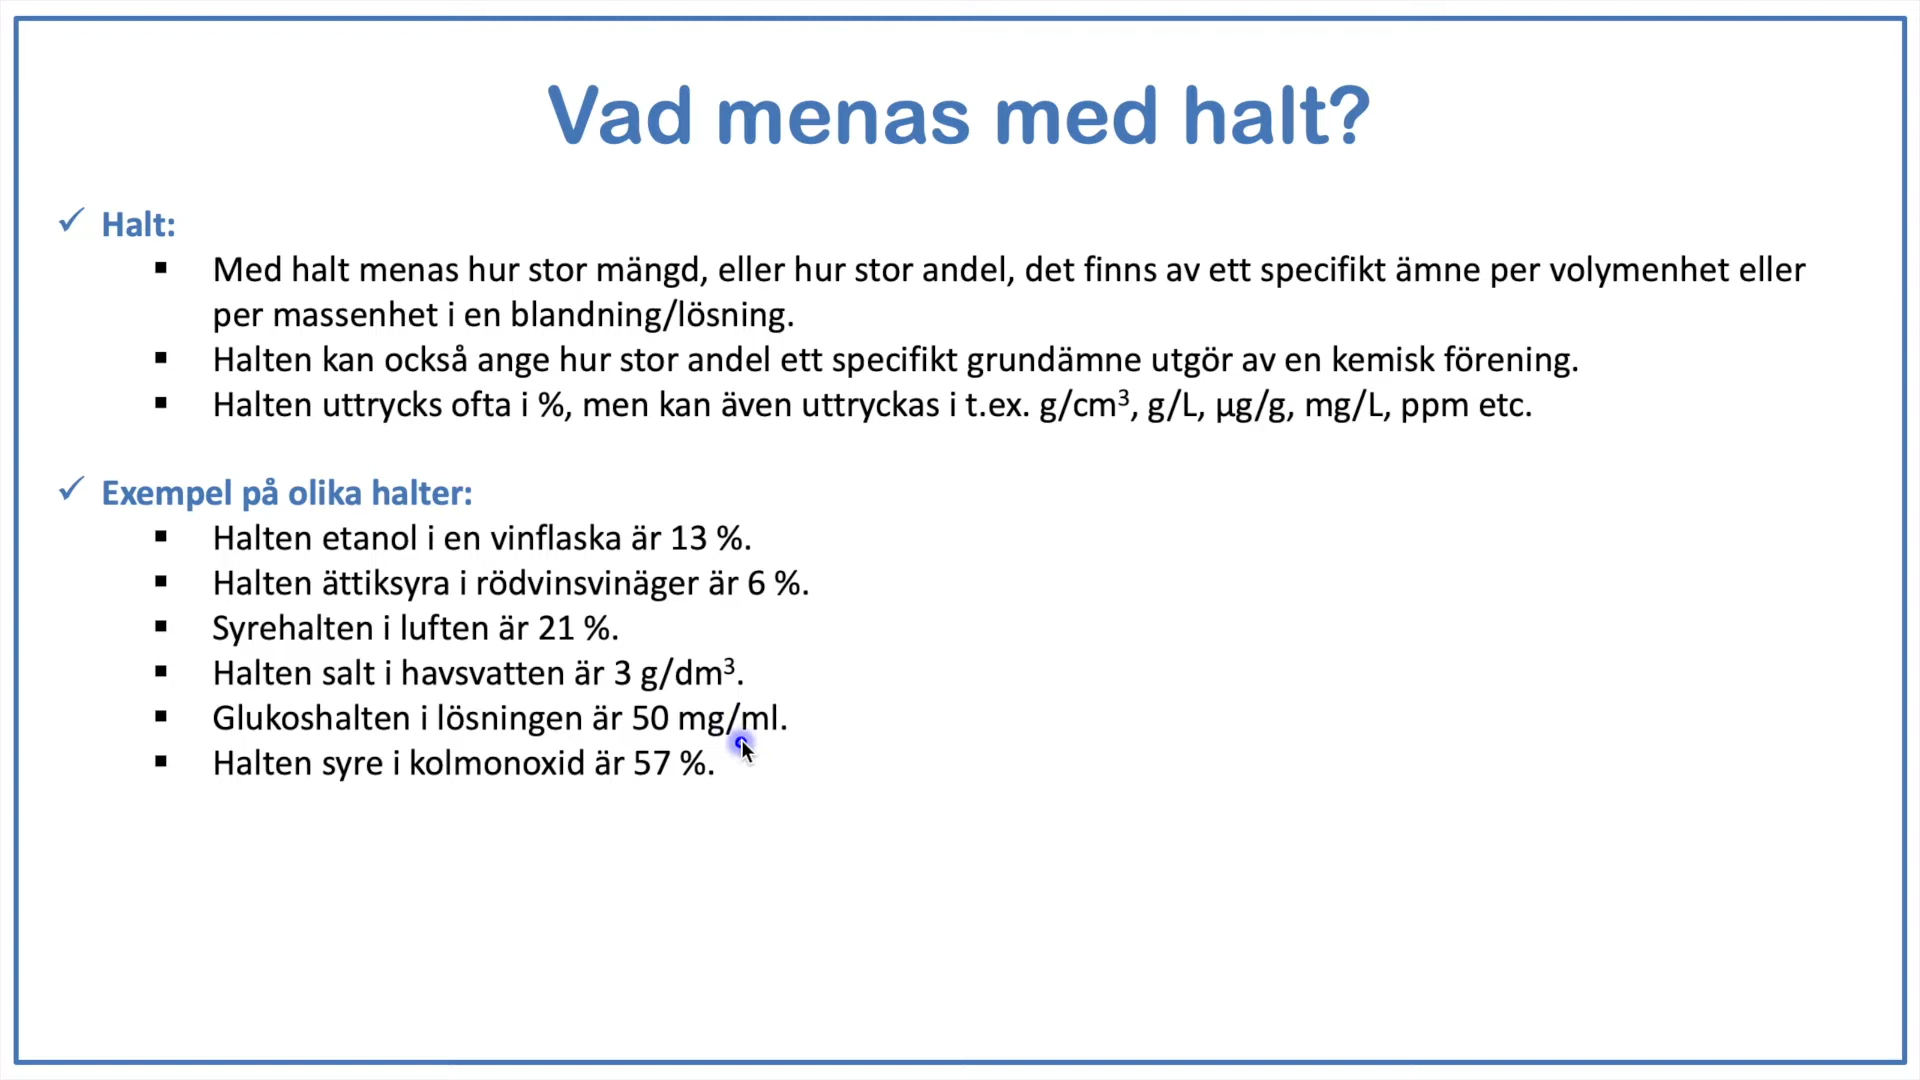 Vad menas med halt?
✓ Halt:
▪ Med halt menas hur stor mängd, eller hur stor andel, det finns av ett specifikt ämne per volymenhet eller
per massenhet i en blandning/lösning.
▪ Halten kan också ange hur stor andel ett specifikt grundämne utgör av en kemisk förening.
▪ Halten uttrycks ofta i %, men kan även uttryckas i t.ex. g/cm³, g/L, µg/g, mg/L, ppm etc.
✓ Exempel på olika halter:
▪ Halten etanol i en vinflaska är 13 %.
▪ Halten ättiksyra i rödvinsvinäger är 6 %.
▪ Syrehalten i luften är 21 %.
▪ Halten salt i havsvatten är 3 g/dm³.
▪ Glukoshalten i lösningen är 50 mg/ml.
▪ Halten syre i kolmonoxid är 57 %.